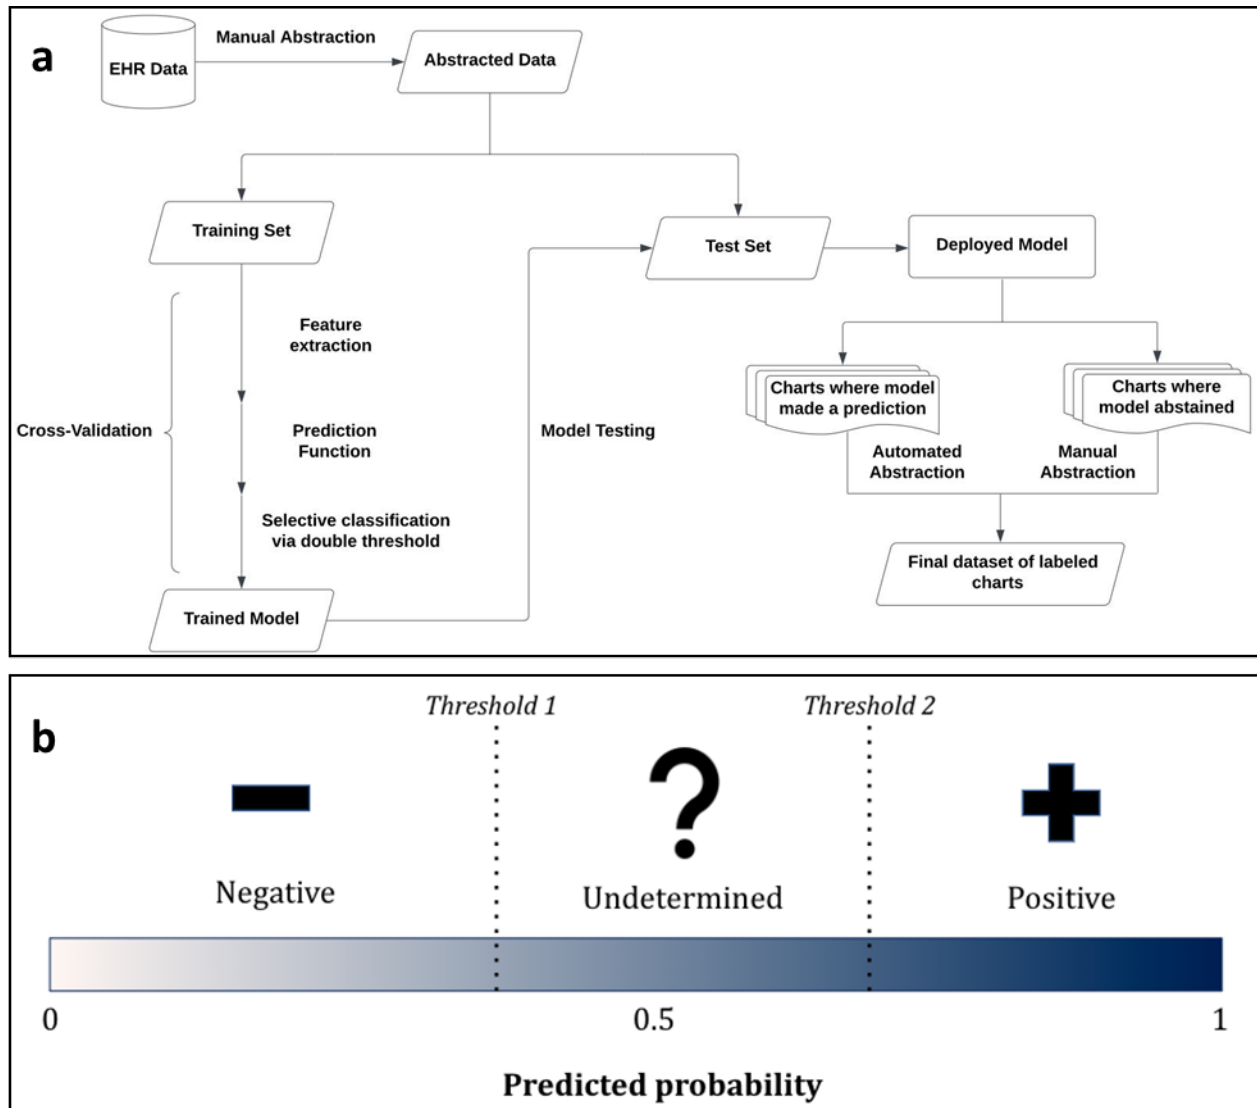 a
EHR Data
Manual Abstraction
Abstracted Data
Training Set
Test Set
Deployed Model
Cross-Validation
Feature
extraction
Prediction
Function
Selective classification
via double threshold
Trained Model
Model Testing
Charts where model
made a prediction
Charts where
model abstained
Automated
Abstraction
Manual
Abstraction
Final dataset of labeled
charts
b
Threshold 1
Threshold 2
?
Negative
Undetermined
Positive
0
0.5
1
Predicted probability